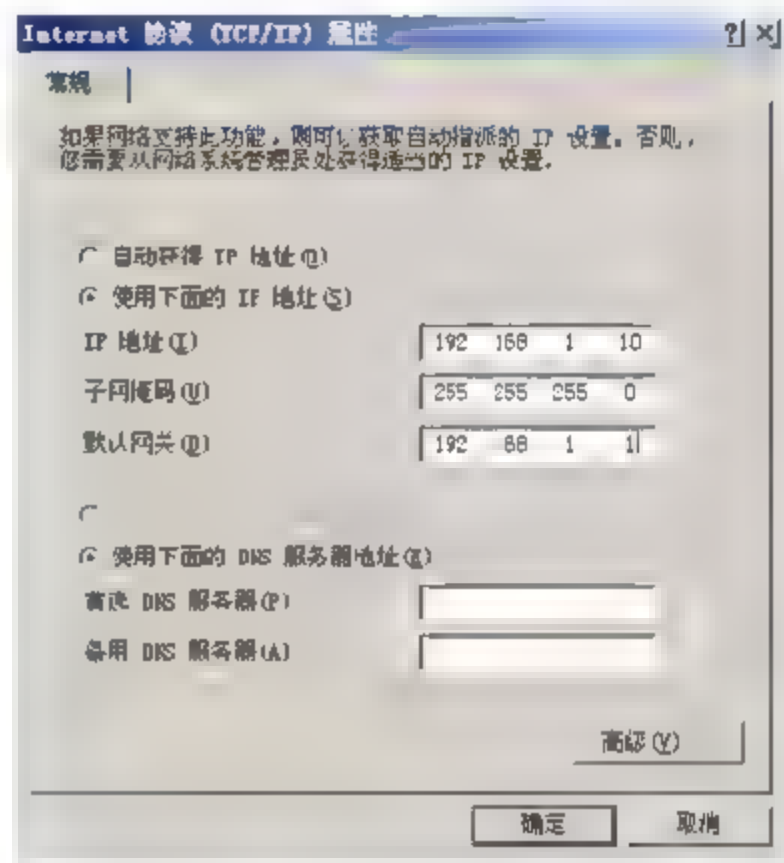 Internet 协议 (TCP/IP) 属性
常规
如果网络支持此功能，则可以获取自动指派的 IP 设置。否则，
您需要从网络系统管理员处获得适当的 IP 设置。
自动获得 IP 地址(O)
使用下面的 IP 地址(S)
IP 地址(I) 192 168 1 10
子网掩码(U) 255 255 255 0
默认网关(D) 192 68 1 1
使用下面的 DNS 服务器地址(E)
首选 DNS 服务器(P)
备用 DNS 服务器(A)
高级(V)
确定 取消